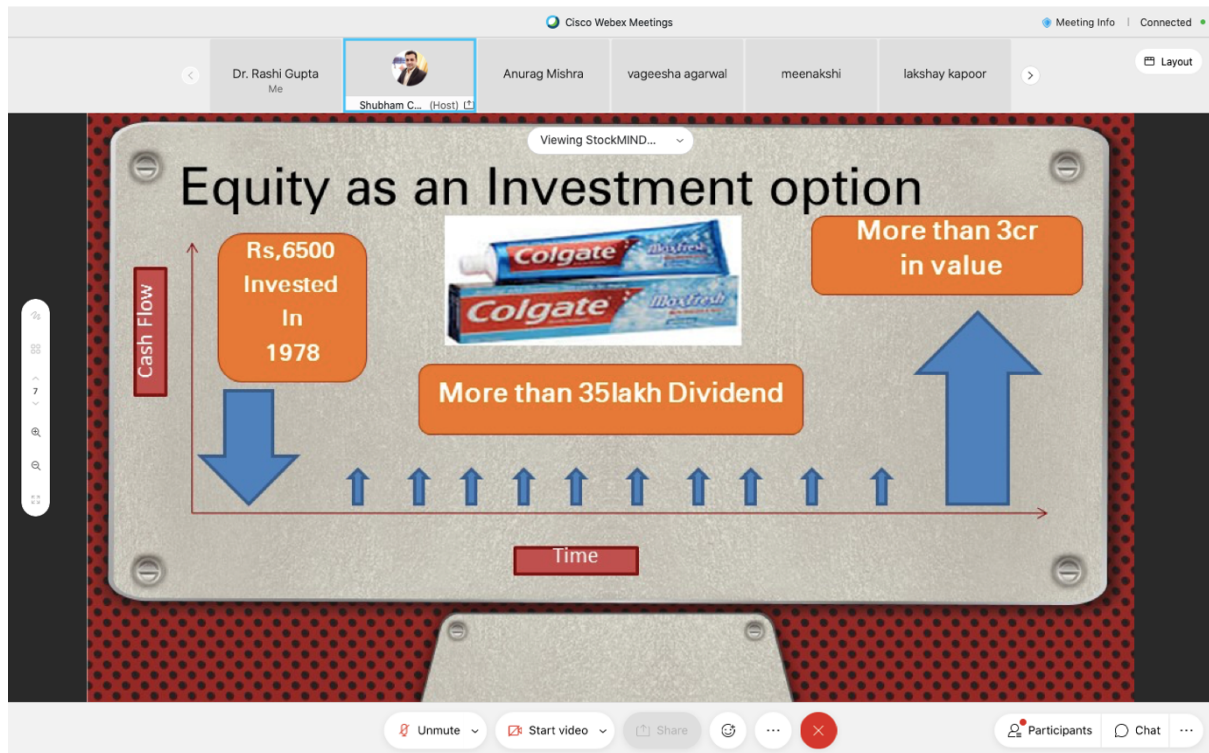 Cisco Webex Meetings
Meeting Info
Connected
Dr. Rashi Gupta
Me
Shubham C... (Host)
Anurag Mishra
vageesha agarwal
meenakshi
lakshay kapoor
Layout
Viewing StockMIND...
Equity as an Investment option
Cash Flow
Rs,6500
Invested
In
1978
Colgate Maxfresh
Colgate Maxfresh
More than 3cr
in value
More than 35lakh Dividend
Time
7
Unmute
Start video
Share
Participants
Chat